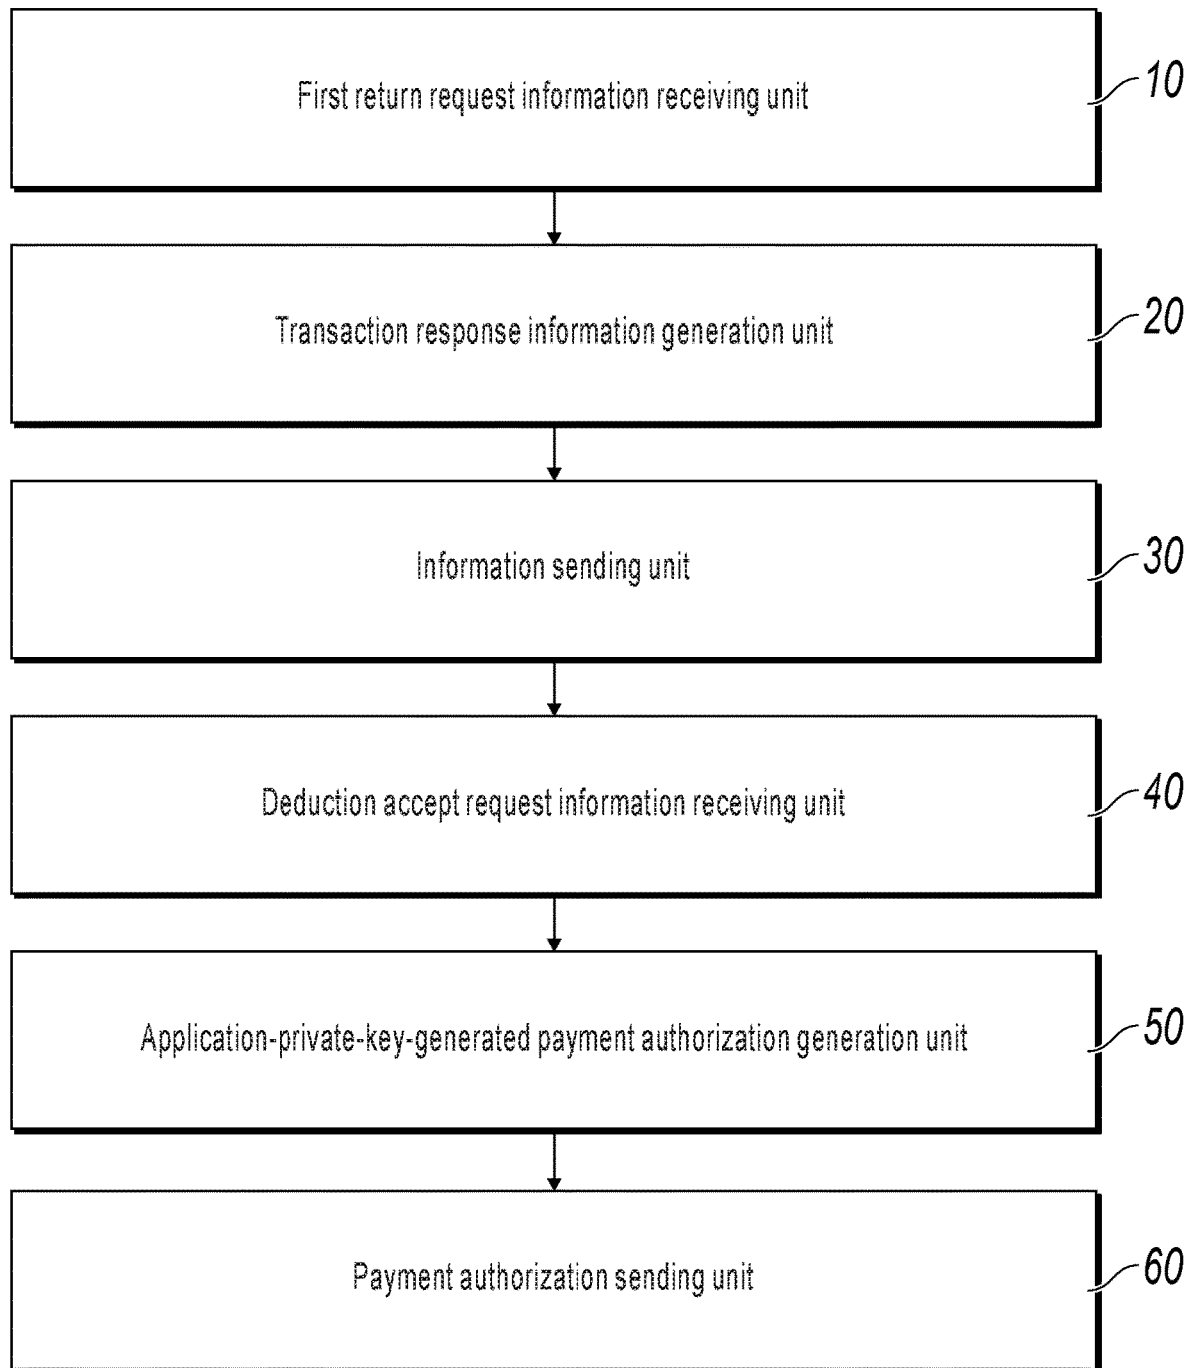 First return request information receiving unit
10
Transaction response information generation unit
20
Information sending unit
30
Deduction accept request information receiving unit
40
Application-private-key-generated payment authorization generation unit
50
Payment authorization sending unit
60